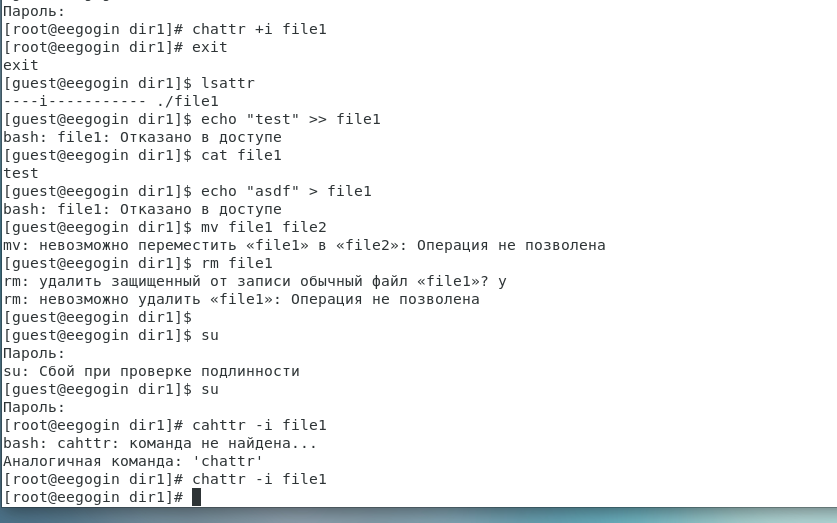 Пароль:
[root@eegogin dir1]# chattr +i file1
[root@eegogin dir1]# exit
exit
[guest@eegogin dir1]$ lsattr
----i----------- ./file1
[guest@eegogin dir1]$ echo "test" >> file1
bash: file1: Отказано в доступе
[guest@eegogin dir1]$ cat file1
test
[guest@eegogin dir1]$ echo "asdf" > file1
bash: file1: Отказано в доступе
[guest@eegogin dir1]$ mv file1 file2
mv: невозможно переместить «file1» в «file2»: Операция не позволена
[guest@eegogin dir1]$ rm file1
rm: удалить защищенный от записи обычный файл «file1»? y
rm: невозможно удалить «file1»: Операция не позволена
[guest@eegogin dir1]$
[guest@eegogin dir1]$ su
Пароль:
su: Сбой при проверке подлинности
[guest@eegogin dir1]$ su
Пароль:
[root@eegogin dir1]# cahttr -i file1
bash: cahttr: команда не найдена...
Аналогичная команда: 'chattr'
[root@eegogin dir1]# chattr -i file1
[root@eegogin dir1]#